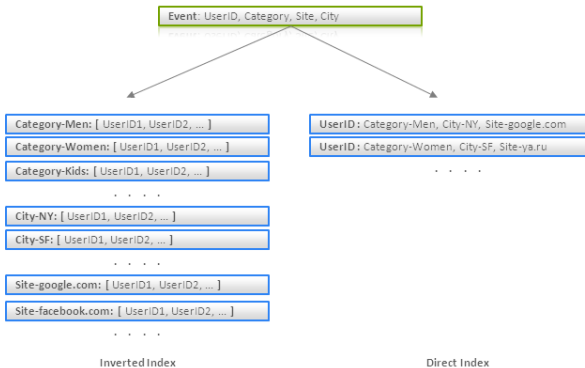 Event: UserID, Category, Site, City
Category-Men: [ UserID1, UserID2, ... ]
Category-Women: [ UserID1, UserID2, ... ]
Category-Kids: [ UserID1, UserID2, ... ]
. . . .
City-NY: [ UserID1, UserID2, ... ]
City-SF: [ UserID1, UserID2, ... ]
. . . .
Site-google.com: [ UserID1, UserID2, ... ]
Site-facebook.com: [ UserID1, UserID2, ... ]
. . . .
Inverted Index
UserID: Category-Men, City-NY, Site-google.com
UserID: Category-Women, City-SF, Site-ya.ru
. . . .
Direct Index